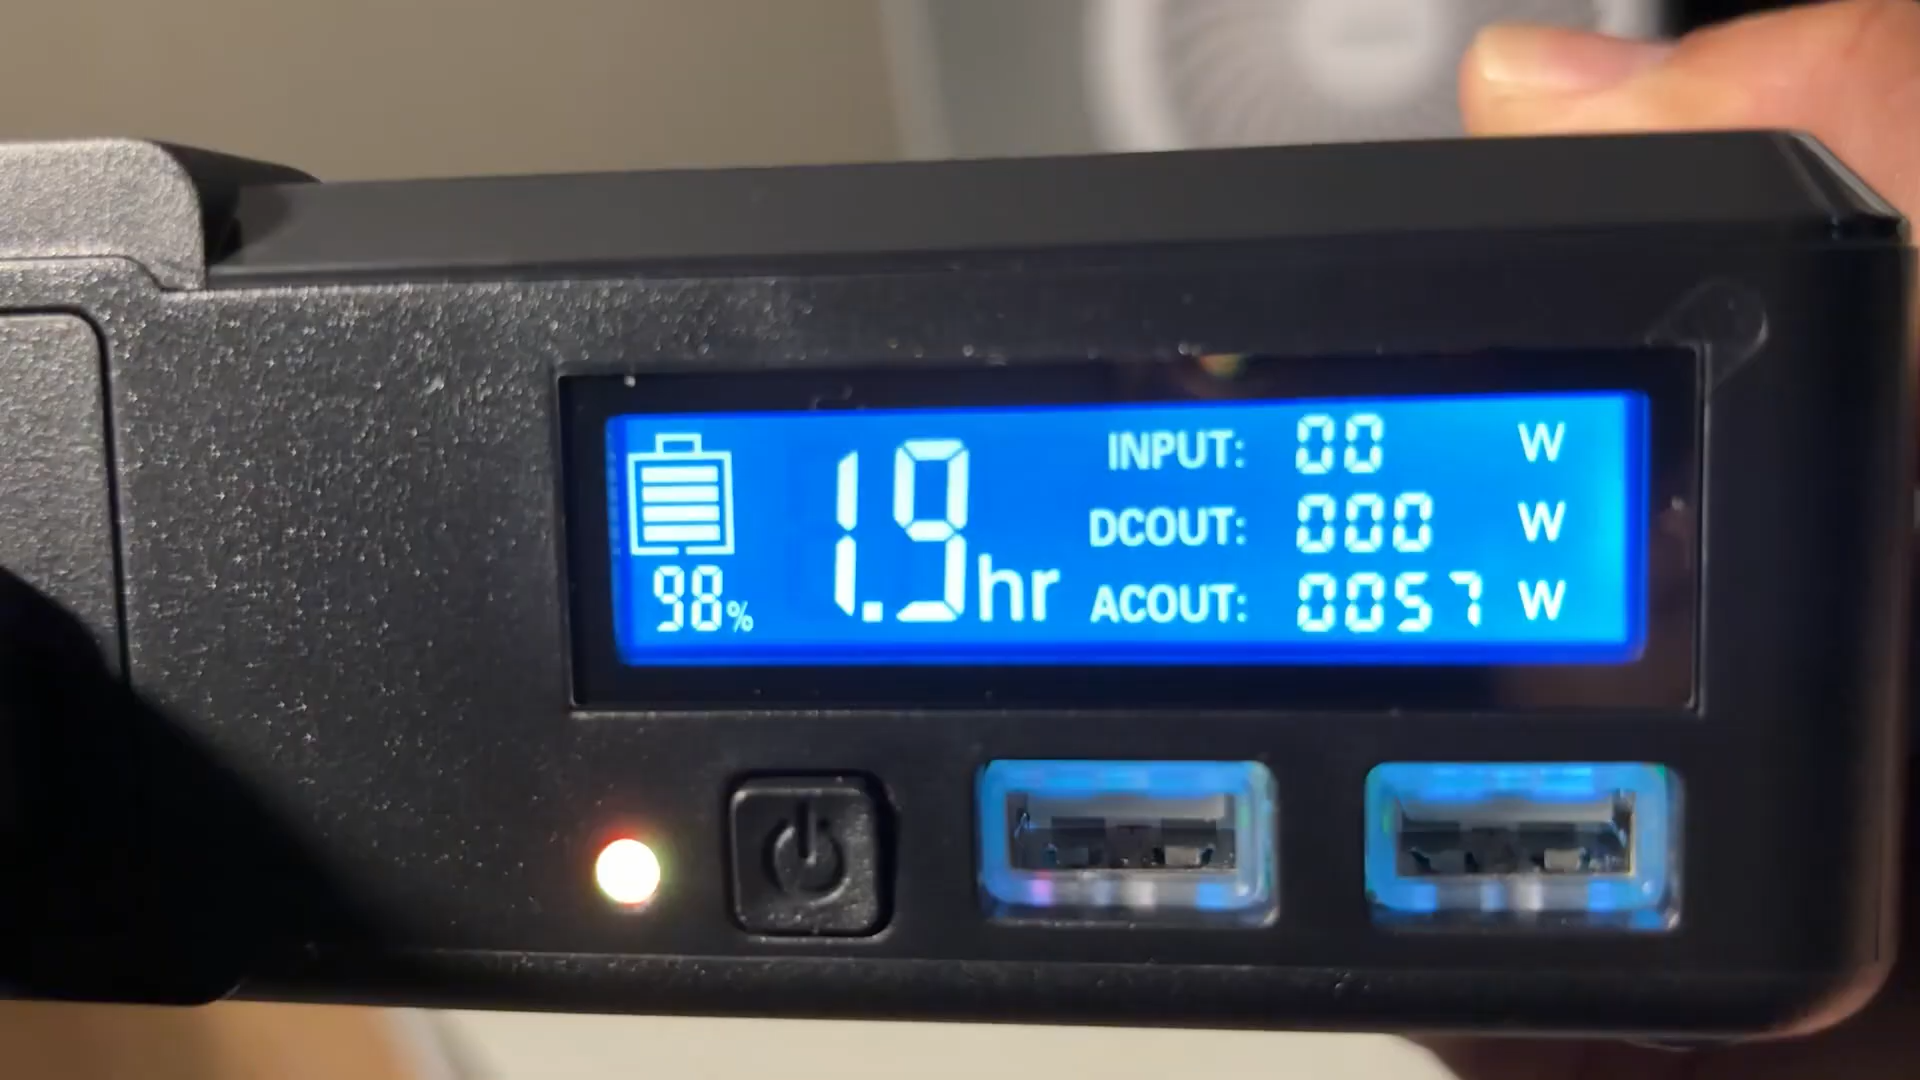 98%
1.9hr
INPUT: 00 W
DCOUT: 000 W
ACOUT: 0057 W